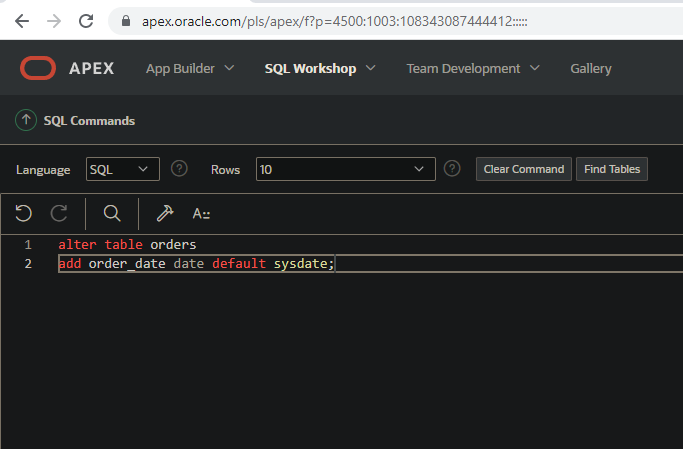 apex.oracle.com/pls/apex/f?p=4500:1003:108343087444412:::::
APEX App Builder SQL Workshop Team Development Gallery
SQL Commands
Language SQL ? Rows 10 ? Clear Command Find Tables
A::
1 alter table orders
2 add order_date date default sysdate;